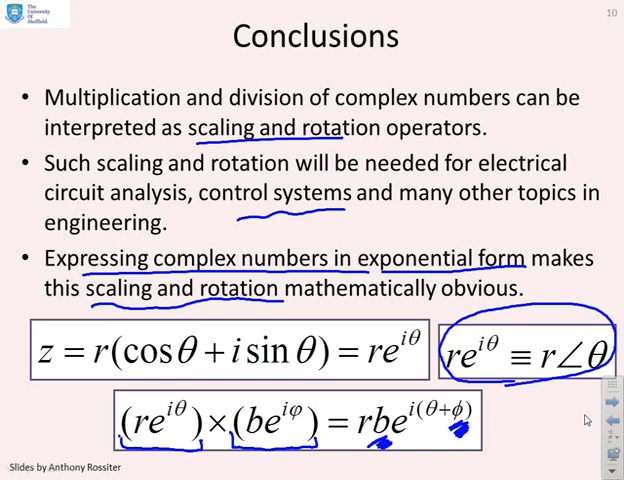 The
University
Of
Sheffield.
10
Conclusions
• Multiplication and division of complex numbers can be
interpreted as scaling and rotation operators.
• Such scaling and rotation will be needed for electrical
circuit analysis, control systems and many other topics in
engineering.
• Expressing complex numbers in exponential form makes
this scaling and rotation mathematically obvious.
z = r(cosθ + i sinθ) = re^{iθ}
re^{iθ} ≡ r∠θ
(re^{iθ}) × (be^{iφ}) = rbe^{i(θ+ϕ)}
Slides by Anthony Rossiter